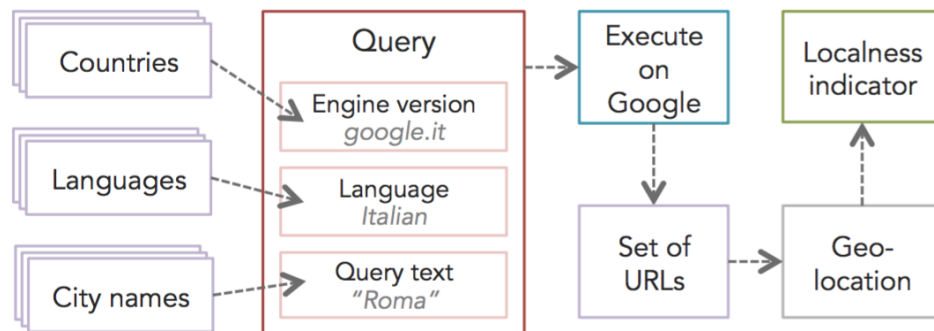 Countries
Languages
City names
Query
Engine version
google.it
Language
Italian
Query text
“Roma”
Execute
on
Google
Set of
URLs
Geo-
location
Localness
indicator